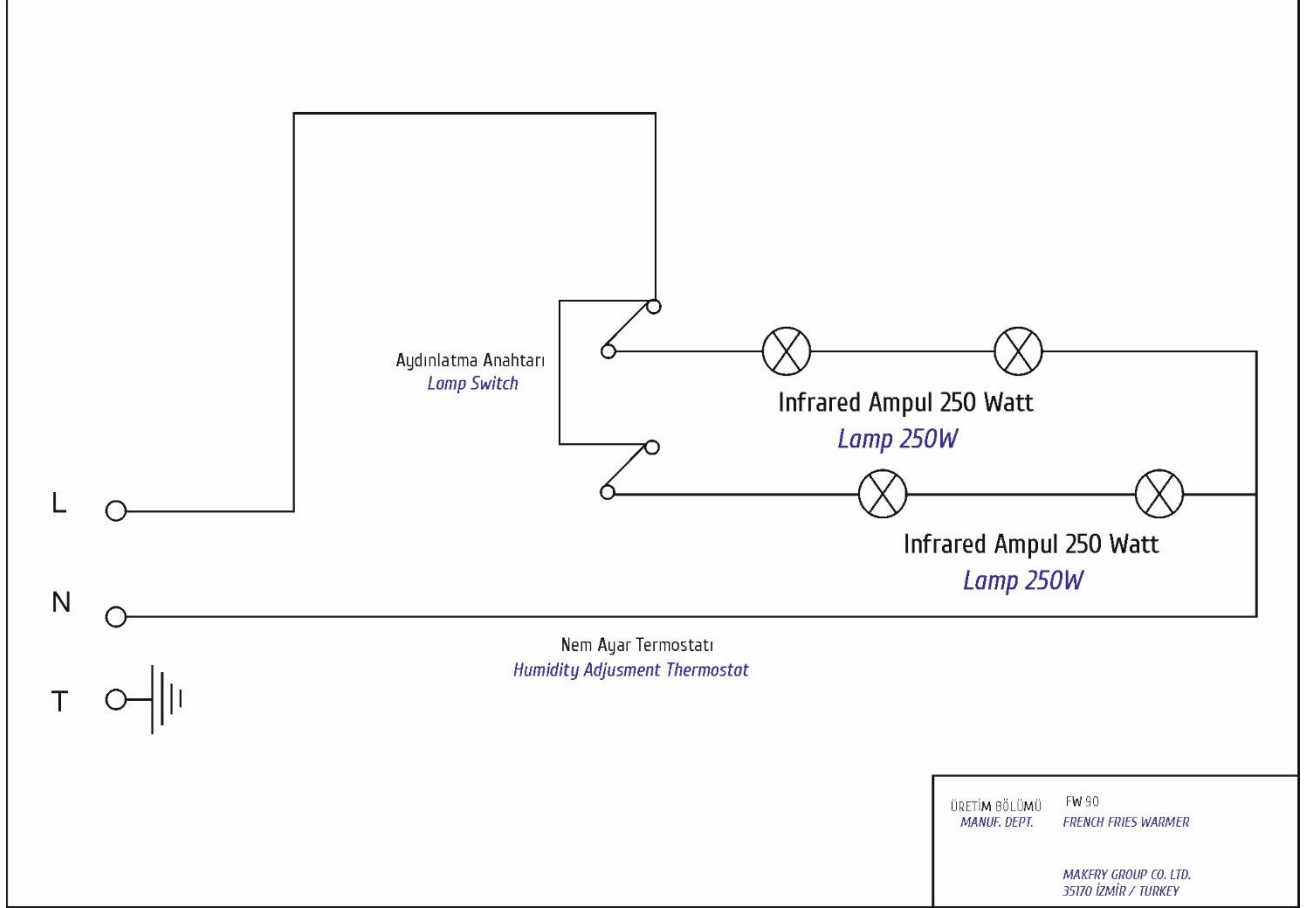 Aydınlatma Anahtarı
Lamp Switch
Infrared Ampul 250 Watt
Lamp 250W
L
Infrared Ampul 250 Watt
Lamp 250W
N
Nem Ayar Termostatı
Humidity Adjusment Thermostat
T
ÜRETİM BÖLÜMÜ FW 90
MANUF. DEPT. FRENCH FRIES WARMER
MAKFRY GROUP CO. LTD.
35170 İZMİR / TURKEY